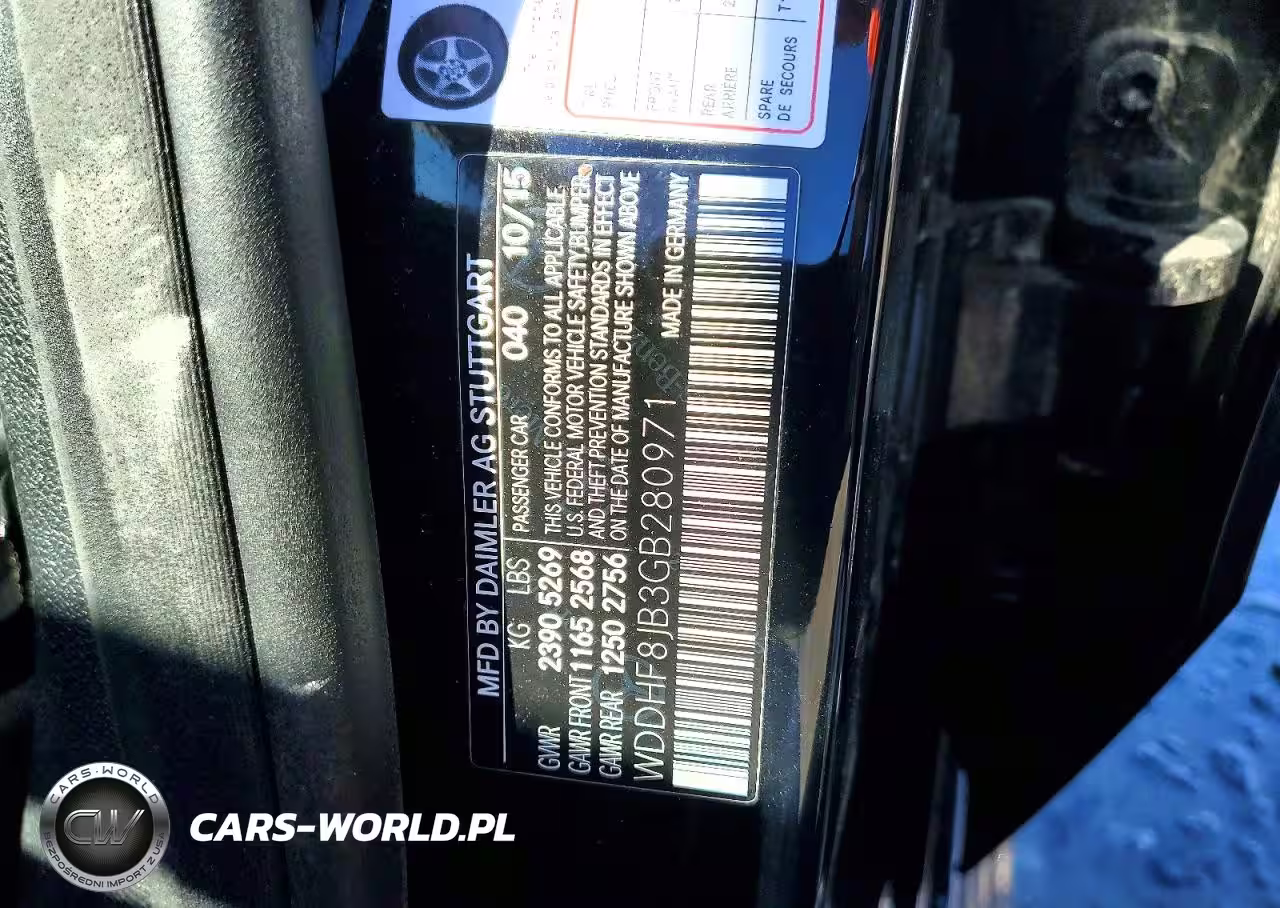 REAR
ARRIÈRE
SPARE
DE SECOURS
MFD BY DAIMLER AG STUTTGART
KG LBS PASSENGER CAR 040 10/15
GVWR 2390 5269 THIS VEHICLE CONFORMS TO ALL APPLICABLE
GAWR FRONT 1165 2568 U.S. FEDERAL MOTOR VEHICLE SAFETY, BUMPER,
GAWR REAR 1250 2756 AND THEFT PREVENTION STANDARDS IN EFFECT
ON THE DATE OF MANUFACTURE SHOWN ABOVE
WDDHF8JB3GB280971 MADE IN GERMANY
CARS-WORLD
CW
BEZPOŚREDNI IMPORT Z USA
CARS-WORLD.PL